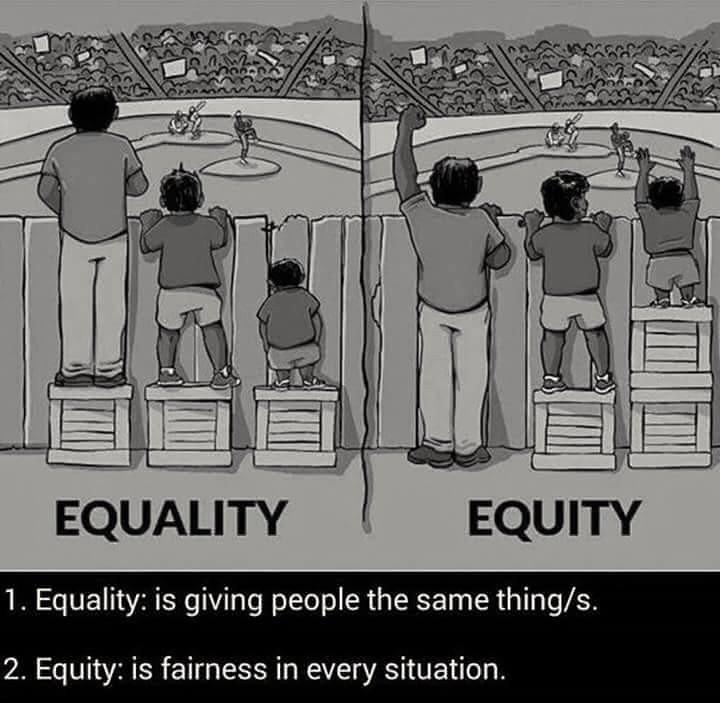 EQUALITY
EQUITY
1. Equality: is giving people the same thing/s.
2. Equity: is fairness in every situation.